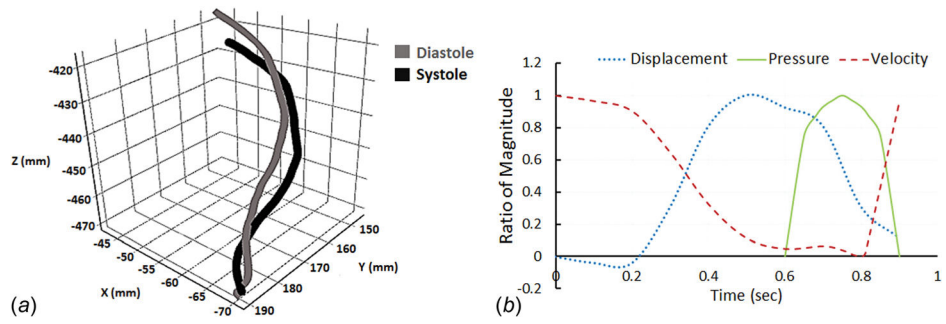 Diastole
Systole
-420
-430
-440
-450
-460
-470
Z (mm)
-45
-50
-55
-60
-65
-70
X (mm)
150
160
170
180
190
Y (mm)
(a)
Displacement Pressure Velocity
1.2
1
0.8
0.6
0.4
0.2
0
-0.2
Ratio of Magnitude
0 0.2 0.4 0.6 0.8 1
Time (sec)
(b)